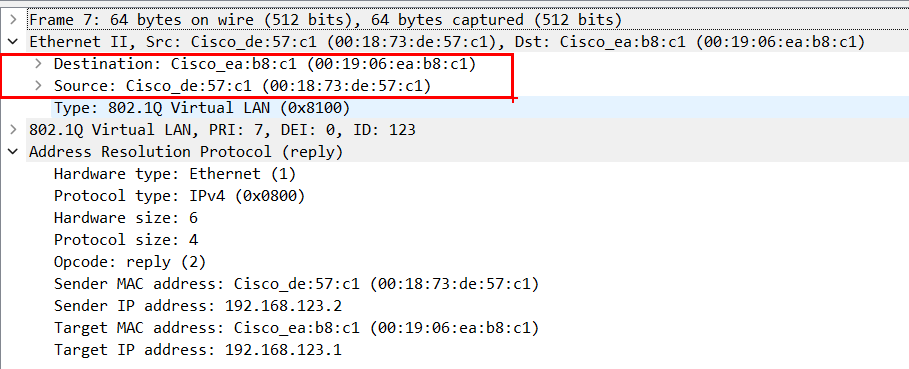 Frame 7: 64 bytes on wire (512 bits), 64 bytes captured (512 bits)
Ethernet II, Src: Cisco_de:57:c1 (00:18:73:de:57:c1), Dst: Cisco_ea:b8:c1 (00:19:06:ea:b8:c1)
Destination: Cisco_ea:b8:c1 (00:19:06:ea:b8:c1)
Source: Cisco_de:57:c1 (00:18:73:de:57:c1)
Type: 802.1Q Virtual LAN (0x8100)
802.1Q Virtual LAN, PRI: 7, DEI: 0, ID: 123
Address Resolution Protocol (reply)
Hardware type: Ethernet (1)
Protocol type: IPv4 (0x0800)
Hardware size: 6
Protocol size: 4
Opcode: reply (2)
Sender MAC address: Cisco_de:57:c1 (00:18:73:de:57:c1)
Sender IP address: 192.168.123.2
Target MAC address: Cisco_ea:b8:c1 (00:19:06:ea:b8:c1)
Target IP address: 192.168.123.1